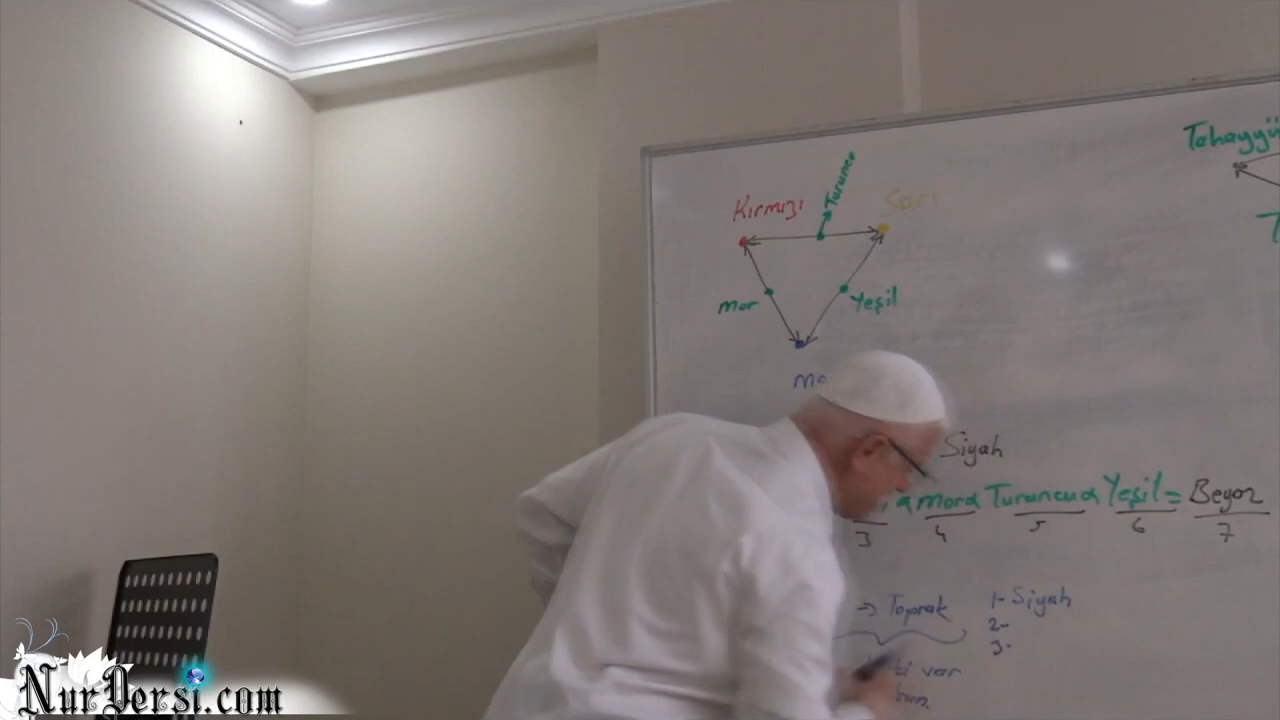 Tahayyü
Turuncu
Kırmızı Sarı
Mor Yeşil
Siyah
α mor α Turuncu α Yeşil = Beyaz
3 4 5 6 7
→ Toprak 1- Siyah
2-
3-
var
NurDersi.com